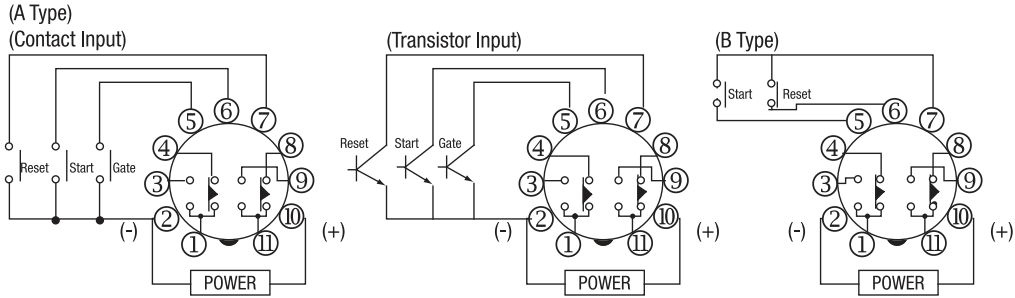 (A Type)
(Contact Input)
Reset
Start
Gate
1
2
3
4
5
6
7
8
9
10
11
(-)
(+)
POWER
(Transistor Input)
Reset
Start
Gate
1
2
3
4
5
6
7
8
9
10
11
(-)
(+)
POWER
(B Type)
Start
Reset
1
2
3
4
5
6
7
8
9
10
11
(-)
(+)
POWER